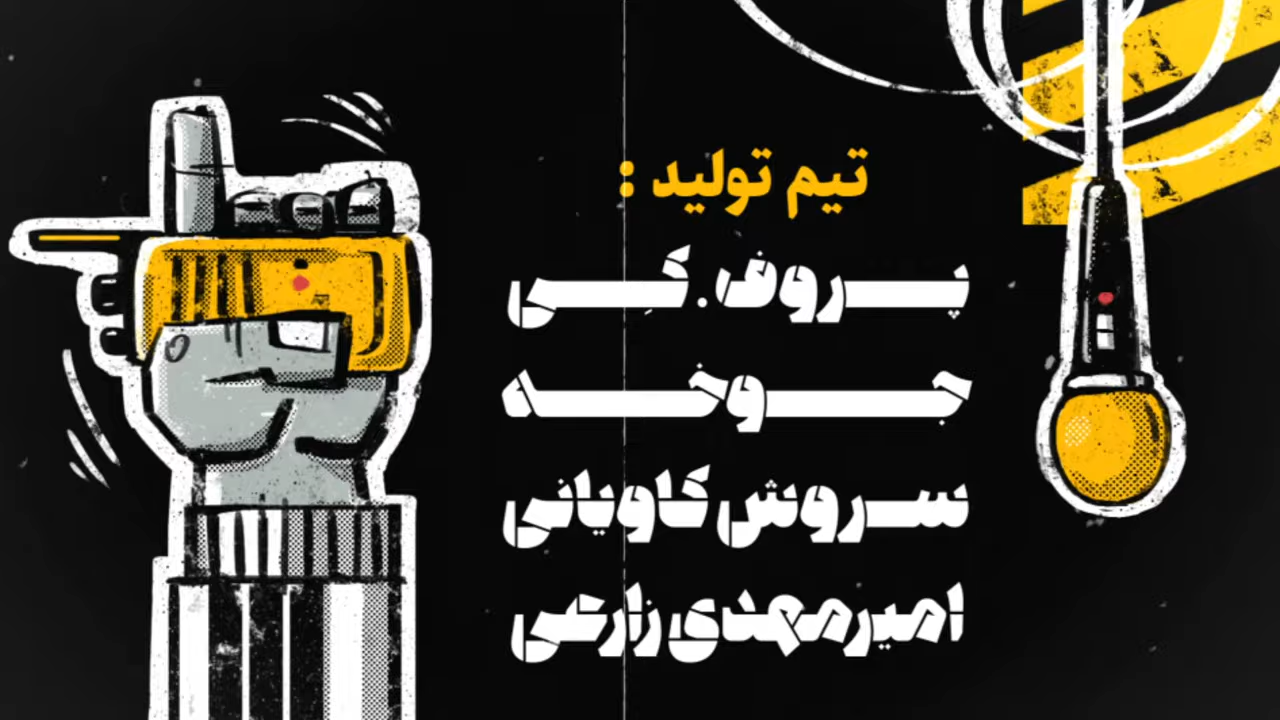 تیم تولید :
پروف.کِی
جوخه
سروش کاویانی
امیرمهدی زارعی